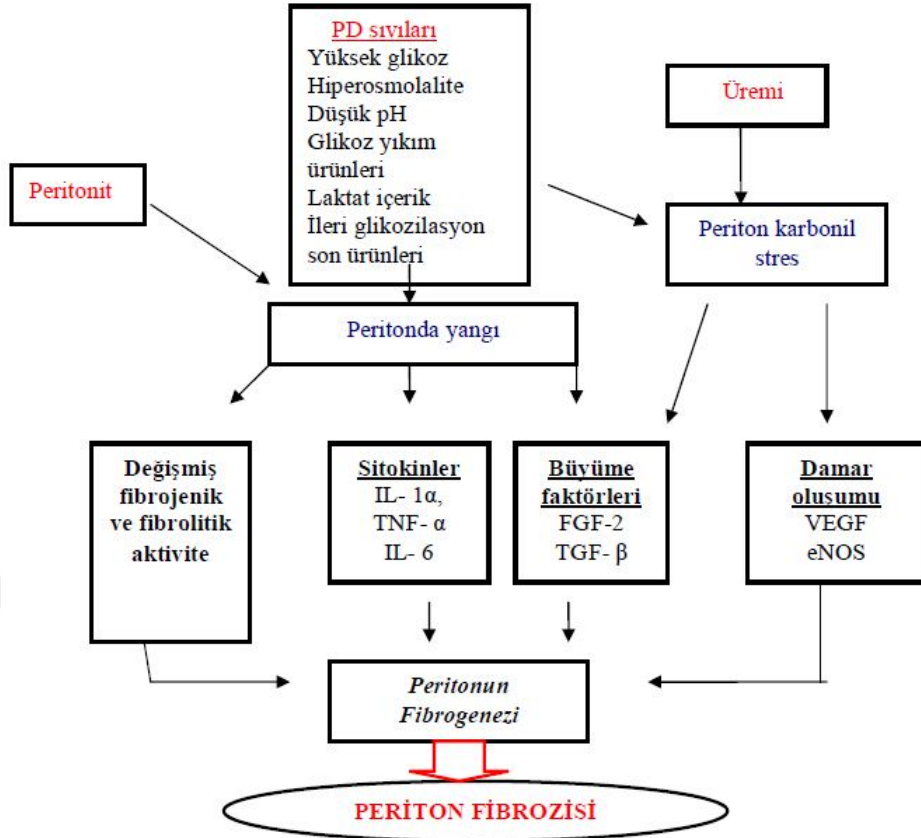 PD sıvıları
Yüksek glikoz
Hiperosmolalite
Düşük pH
Glikoz yıkım
ürünleri
Laktat içerik
İleri glikozilasyon
son ürünleri
Üremi
Peritonit
Periton karbonil
stres
Peritonda yangı
Değişmiş
fibrojenik
ve fibrolitik
aktivite
Sitokinler
IL- 1α,
TNF- α
IL- 6
Büyüme
faktörleri
FGF-2
TGF- β
Damar
oluşumu
VEGF
eNOS
Peritonun
Fibrogenezi
PERİTON FİBROZİSİ